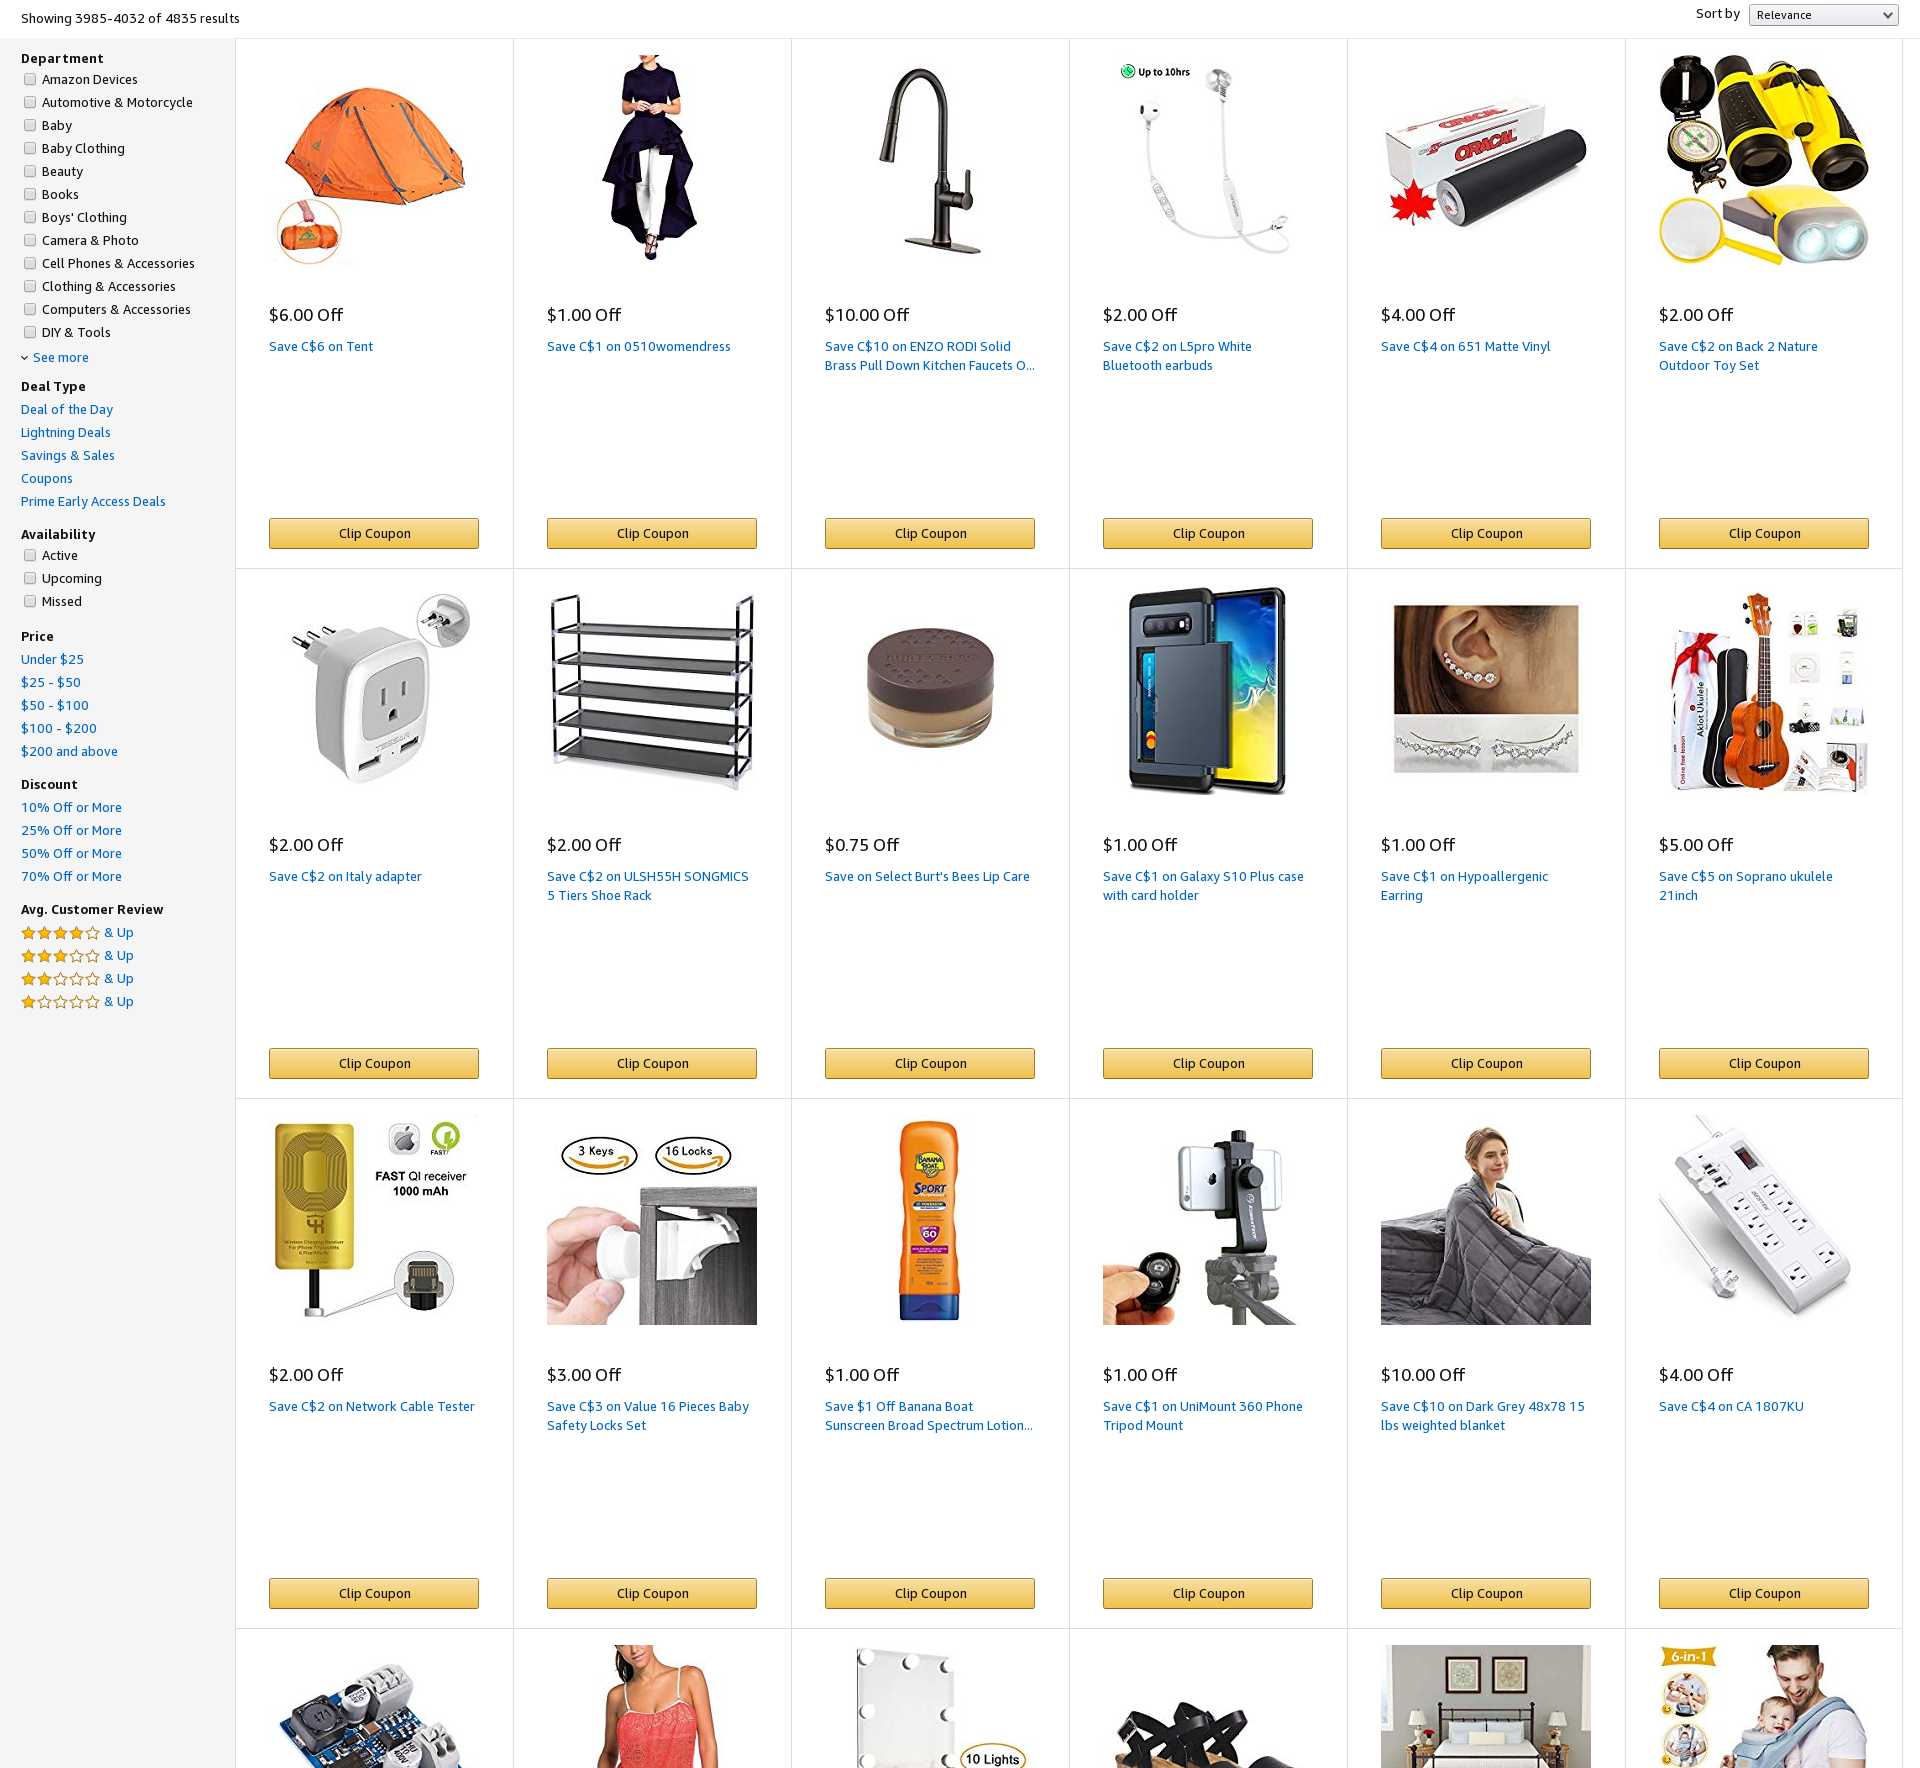 Showing 3985-4032 of 4835 results
Sort by
Relevance
Department
Amazon Devices
Automotive & Motorcycle
Baby
Baby Clothing
Beauty
Books
Boys' Clothing
Camera & Photo
Cell Phones & Accessories
Clothing & Accessories
Computers & Accessories
DIY & Tools
See more
Deal Type
Deal of the Day
Lightning Deals
Savings & Sales
Coupons
Prime Early Access Deals
Availability
Active
Upcoming
Missed
Price
Under $25
$25 - $50
$50 - $100
$100 - $200
$200 and above
Discount
10% Off or More
25% Off or More
50% Off or More
70% Off or More
Avg. Customer Review
& Up
& Up
& Up
& Up
$6.00 Off
Save C$6 on Tent
Clip Coupon
$1.00 Off
Save C$1 on 0510womendress
Clip Coupon
$10.00 Off
Save C$10 on ENZO RODI Solid
Brass Pull Down Kitchen Faucets O...
Clip Coupon
Up to 10hrs
$2.00 Off
Save C$2 on L5pro White
Bluetooth earbuds
Clip Coupon
ORACAL
ORACAL
$4.00 Off
Save C$4 on 651 Matte Vinyl
Clip Coupon
$2.00 Off
Save C$2 on Back 2 Nature
Outdoor Toy Set
Clip Coupon
TESSAN
$2.00 Off
Save C$2 on Italy adapter
Clip Coupon
$2.00 Off
Save C$2 on ULSH55H SONGMICS
5 Tiers Shoe Rack
Clip Coupon
$0.75 Off
Save on Select Burt's Bees Lip Care
Clip Coupon
$1.00 Off
Save C$1 on Galaxy S10 Plus case
with card holder
Clip Coupon
$1.00 Off
Save C$1 on Hypoallergenic
Earring
Clip Coupon
Aklot Ukulele
Online free lesson
$5.00 Off
Save C$5 on Soprano ukulele
21inch
Clip Coupon
FAST
FAST QI receiver
1000 mAh
Wireless Charging Receiver
$2.00 Off
Save C$2 on Network Cable Tester
Clip Coupon
3 Keys
16 Locks
$3.00 Off
Save C$3 on Value 16 Pieces Baby
Safety Locks Set
Clip Coupon
BANANA
BOAT
SPORT
60
$1.00 Off
Save $1 Off Banana Boat
Sunscreen Broad Spectrum Lotion...
Clip Coupon
$1.00 Off
Save C$1 on UniMount 360 Phone
Tripod Mount
Clip Coupon
$10.00 Off
Save C$10 on Dark Grey 48x78 15
lbs weighted blanket
Clip Coupon
BESTEK
$4.00 Off
Save C$4 on CA 1807KU
Clip Coupon
471
10 Lights
6-in-1